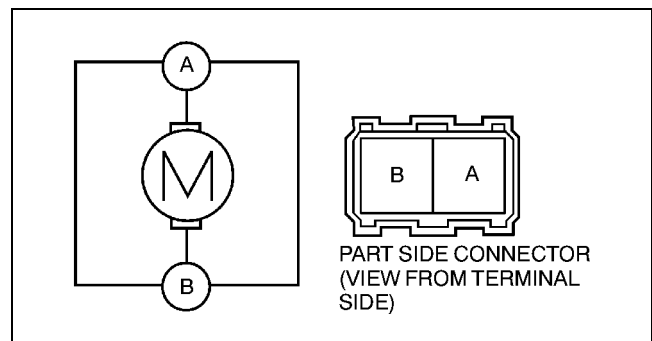 A
M
B
B A
PART SIDE CONNECTOR
(VIEW FROM TERMINAL
SIDE)